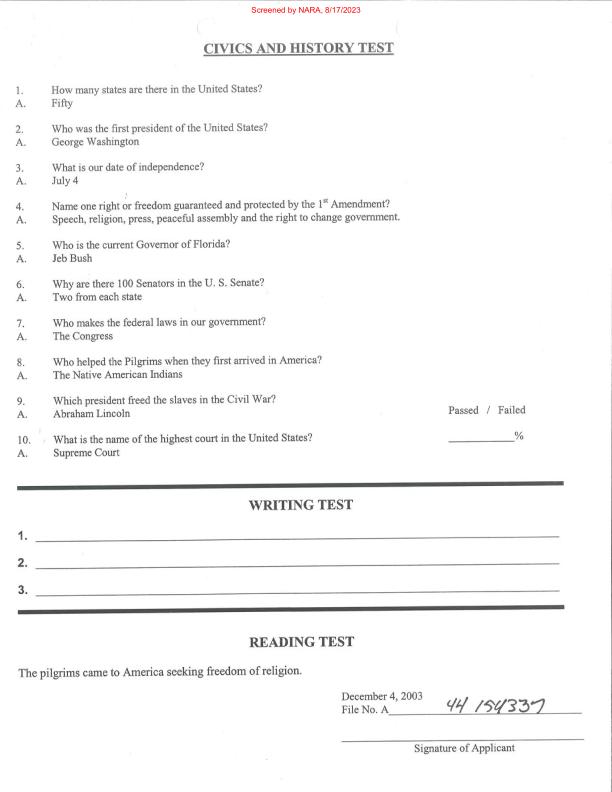 Screened by NARA, 8/17/2023
CIVICS AND HISTORY TEST
1. How many states are there in the United States?
A. Fifty
2. Who was the first president of the United States?
A. George Washington
3. What is our date of independence?
A. July 4
4. Name one right or freedom guaranteed and protected by the 1st Amendment?
A. Speech, religion, press, peaceful assembly and the right to change government.
5. Who is the current Governor of Florida?
A. Jeb Bush
6. Why are there 100 Senators in the U. S. Senate?
A. Two from each state
7. Who makes the federal laws in our government?
A. The Congress
8. Who helped the Pilgrims when they first arrived in America?
A. The Native American Indians
9. Which president freed the slaves in the Civil War?
A. Abraham Lincoln
Passed / Failed
10. What is the name of the highest court in the United States?
____________%
A. Supreme Court
WRITING TEST
1.
2.
3.
READING TEST
The pilgrims came to America seeking freedom of religion.
December 4, 2003
File No. A 44 154337
Signature of Applicant